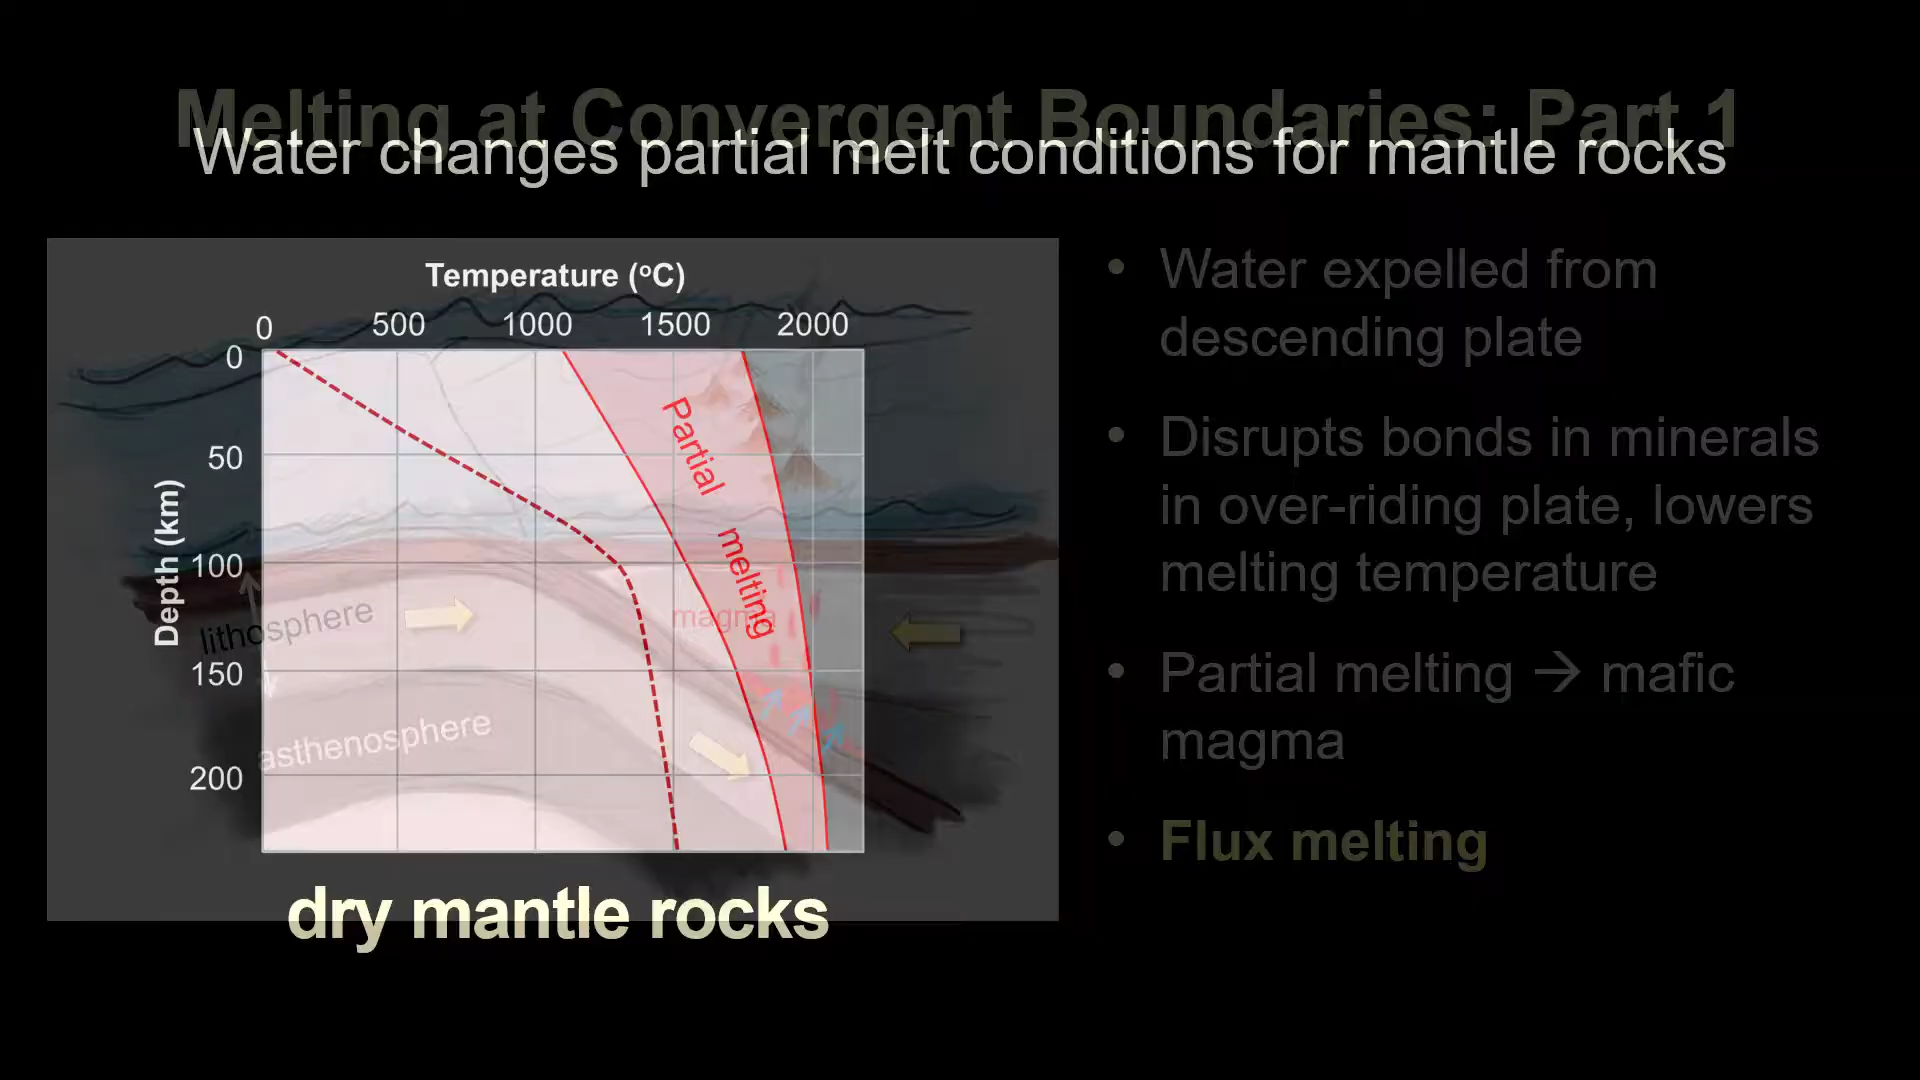 Melting at Convergent Boundaries: Part 1
Water changes partial melt conditions for mantle rocks
Temperature (ºC)
0 500 1000 1500 2000
0
50
100
150
200
Depth (km)
Partial melting
magma
lithosphere
asthenosphere
dry mantle rocks
• Water expelled from
descending plate
• Disrupts bonds in minerals
in over-riding plate, lowers
melting temperature
• Partial melting → mafic
magma
• Flux melting